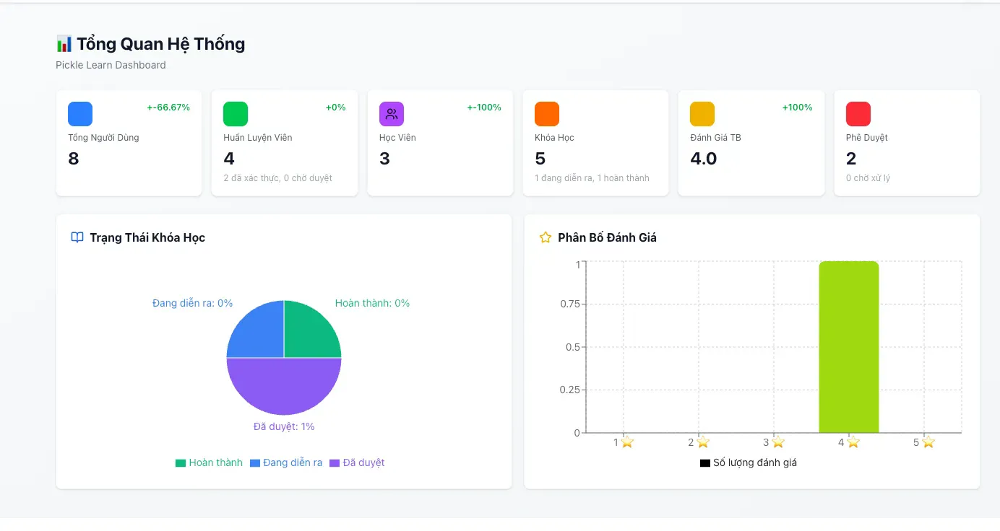 📊 Tổng Quan Hệ Thống
Pickle Learn Dashboard
+-66.67%
Tổng Người Dùng
8
+0%
Huấn Luyện Viên
4
2 đã xác thực, 0 chờ duyệt
+-100%
Học Viên
3
Khóa Học
5
1 đang diễn ra, 1 hoàn thành
+100%
Đánh Giá TB
4.0
Phê Duyệt
2
0 chờ xử lý
Trạng Thái Khóa Học
Đang diễn ra: 0%
Hoàn thành: 0%
Đã duyệt: 1%
Hoàn thành Đang diễn ra Đã duyệt
Phân Bố Đánh Giá
1
0.75
0.5
0.25
0
1⭐ 2⭐ 3⭐ 4⭐ 5⭐
Số lượng đánh giá